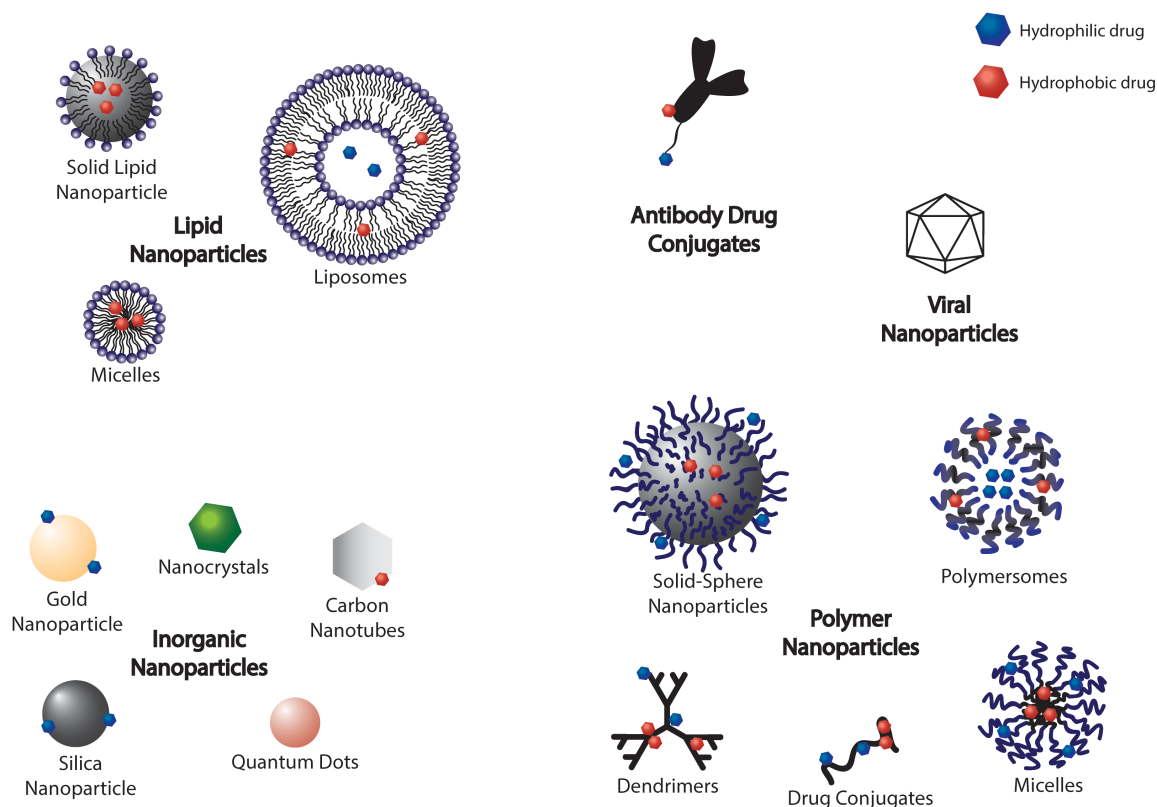 Hydrophilic drug
Hydrophobic drug
Solid Lipid
Nanoparticle
Lipid
Nanoparticles
Liposomes
Micelles
Antibody Drug
Conjugates
Viral
Nanoparticles
Gold
Nanoparticle
Nanocrystals
Carbon
Nanotubes
Inorganic
Nanoparticles
Silica
Nanoparticle
Quantum Dots
Solid-Sphere
Nanoparticles
Polymersomes
Polymer
Nanoparticles
Dendrimers
Drug Conjugates
Micelles